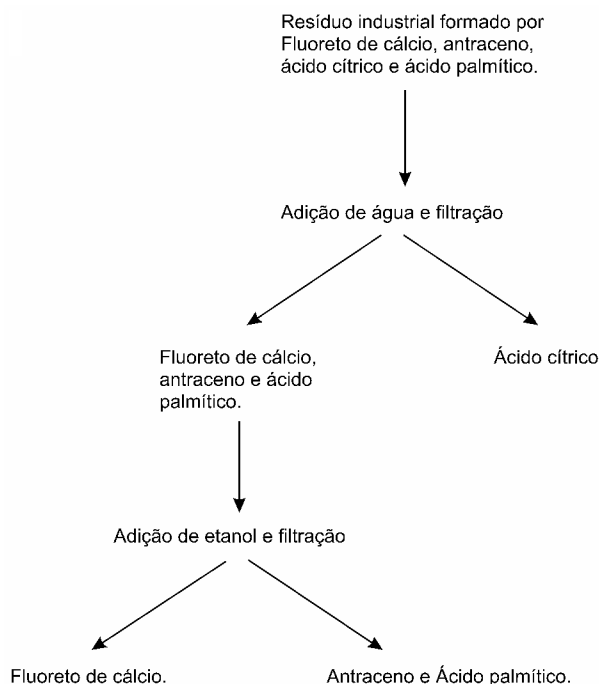 Resíduo industrial formado por
Fluoreto de cálcio, antraceno,
ácido cítrico e ácido palmítico.
Adição de água e filtração
Fluoreto de cálcio,
antraceno e ácido
palmítico.
Ácido cítrico
Adição de etanol e filtração
Fluoreto de cálcio.
Antraceno e Ácido palmítico.